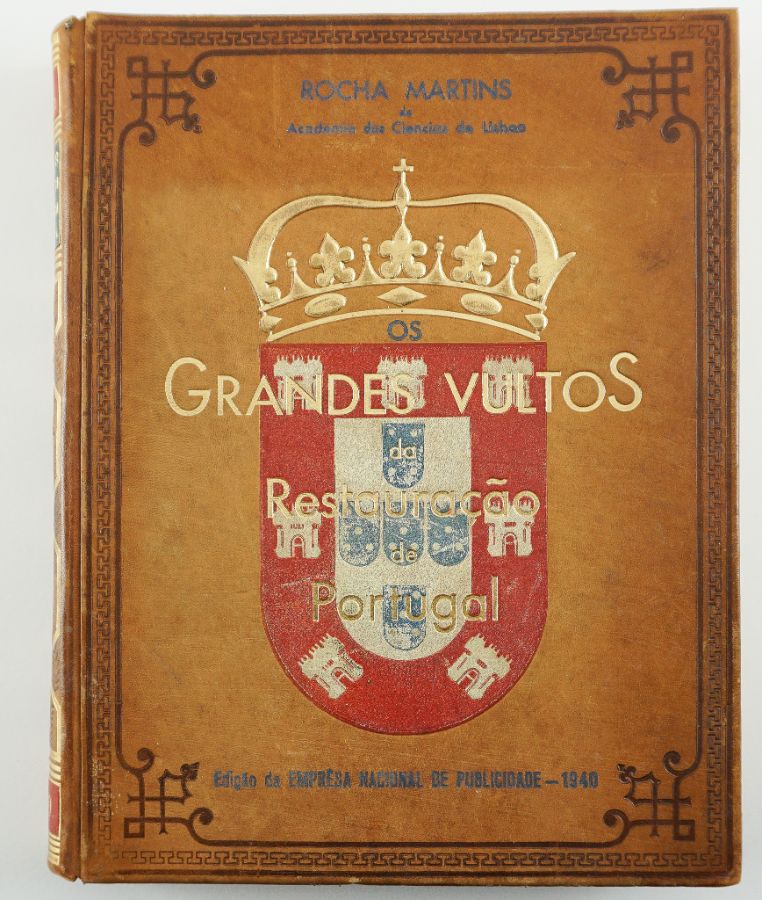 ROCHA MARTINS
da
Academia das Ciencias de Lisboa
OS
GRANDES VULTOS
da
Restauração
de
Portugal
Edição da EMPRÊSA NACIONAL DE PUBLICIDADE — 1940